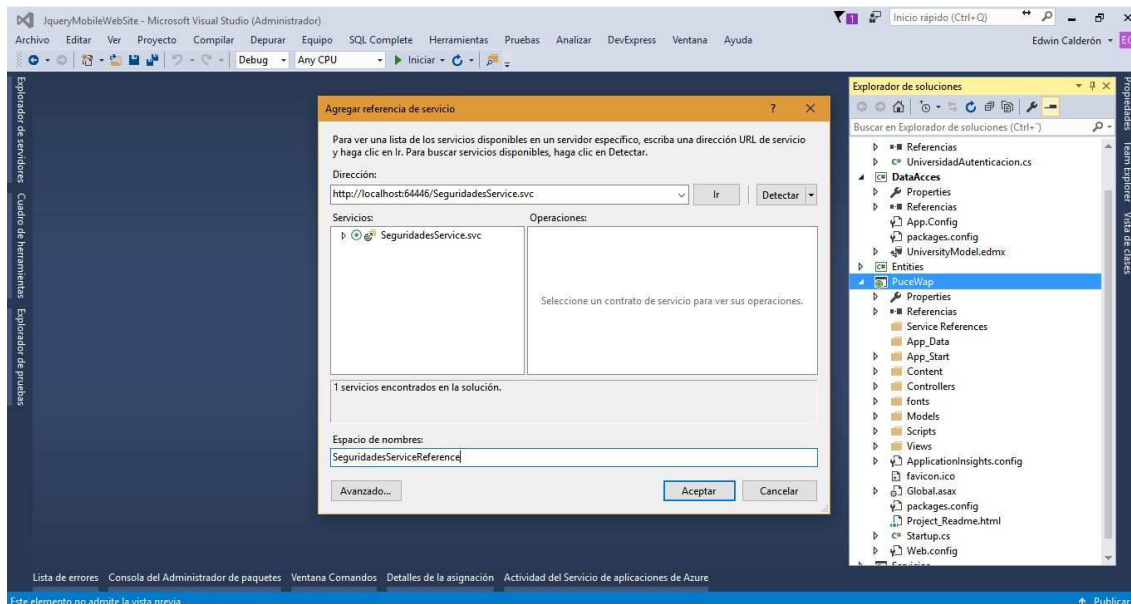 JqueryMobileWebSite - Microsoft Visual Studio (Administrador)
1
Inicio rápido (Ctrl+Q)
Archivo Editar Ver Proyecto Compilar Depurar Equipo SQL Complete Herramientas Pruebas Analizar DevExpress Ventana Ayuda
Edwin Calderón
Debug Any CPU Iniciar
Explorador de servidores
Cuadro de herramientas
Explorador de pruebas
Agregar referencia de servicio
Para ver una lista de los servicios disponibles en un servidor específico, escriba una dirección URL de servicio
y haga clic en Ir. Para buscar servicios disponibles, haga clic en Detectar.
Dirección:
http://localhost:64446/SeguridadesService.svc
Ir
Detectar
Servicios:
Operaciones:
SeguridadesService.svc
Seleccione un contrato de servicio para ver sus operaciones.
1 servicios encontrados en la solución.
Espacio de nombres:
SeguridadesServiceReference
Avanzado...
Aceptar
Cancelar
Explorador de soluciones
Buscar en Explorador de soluciones (Ctrl+¨)
Referencias
C# UniversidadAutenticacion.cs
C# DataAcces
Properties
Referencias
App.Config
packages.config
UniversityModel.edmx
C# Entities
PuceWap
Properties
Referencias
Service References
App_Data
App_Start
Content
Controllers
fonts
Models
Scripts
Views
ApplicationInsights.config
favicon.ico
Global.asax
packages.config
Project_Readme.html
C# Startup.cs
Web.config
Propiedades
Team Explorer
Vista de clases
Lista de errores Consola del Administrador de paquetes Ventana Comandos Detalles de la asignación Actividad del Servicio de aplicaciones de Azure
Este elemento no admite la vista previa
Publicar